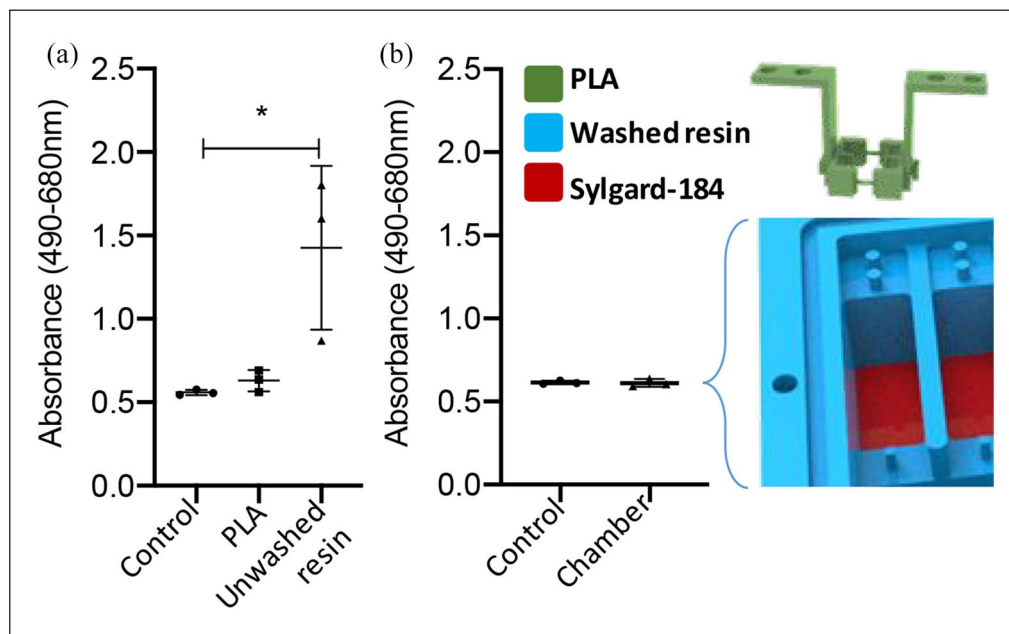 (a)
2.5
2.0
1.5
1.0
0.5
0.0
Absorbance (490-680nm)
*
Control
PLA
Unwashed
resin
(b)
2.5
2.0
1.5
1.0
0.5
0.0
Absorbance (490-680nm)
Control
Chamber
PLA
Washed resin
Sylgard-184